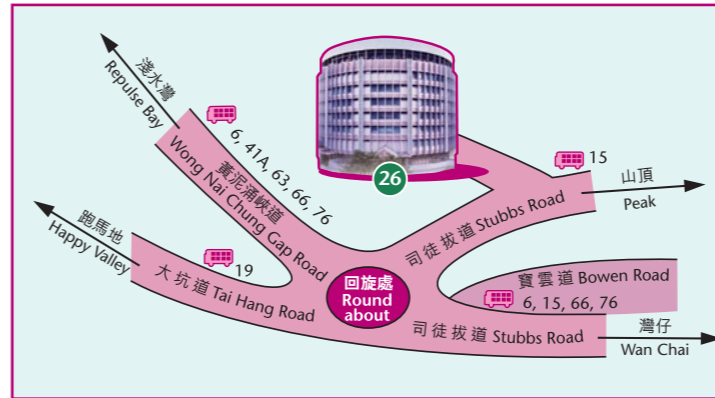 淺水灣
Repulse Bay
6, 41A, 63, 66, 76
黃泥涌峽道
Wong Nai Chung Gap Road
26
15
山頂
Peak
司徒拔道 Stubbs Road
跑馬地
Happy Valley
19
大坑道 Tai Hang Road
回旋處
Round
about
寶雲道 Bowen Road
6, 15, 66, 76
司徒拔道 Stubbs Road
灣仔
Wan Chai